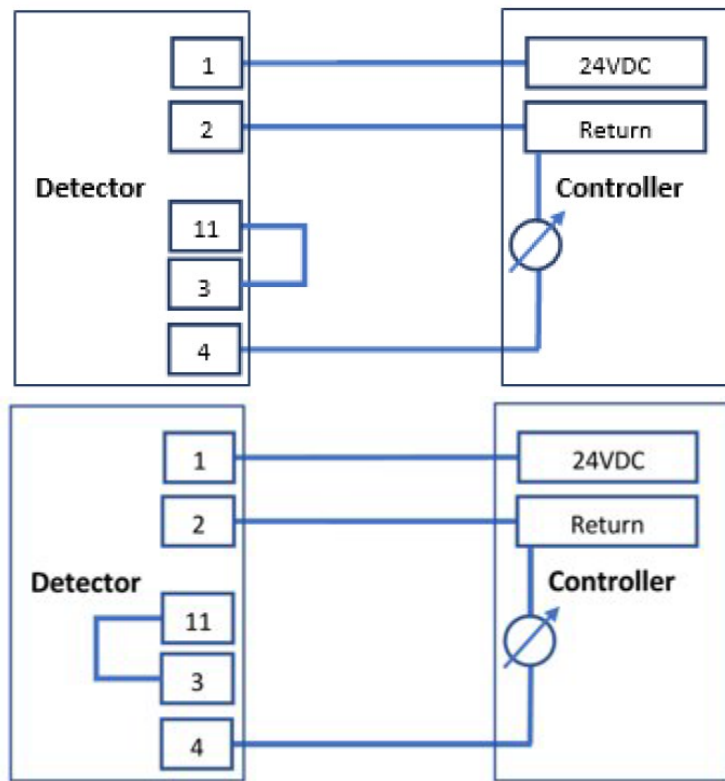 1
24VDC
2
Return
Detector
Controller
11
3
4
1
24VDC
2
Return
Detector
Controller
11
3
4